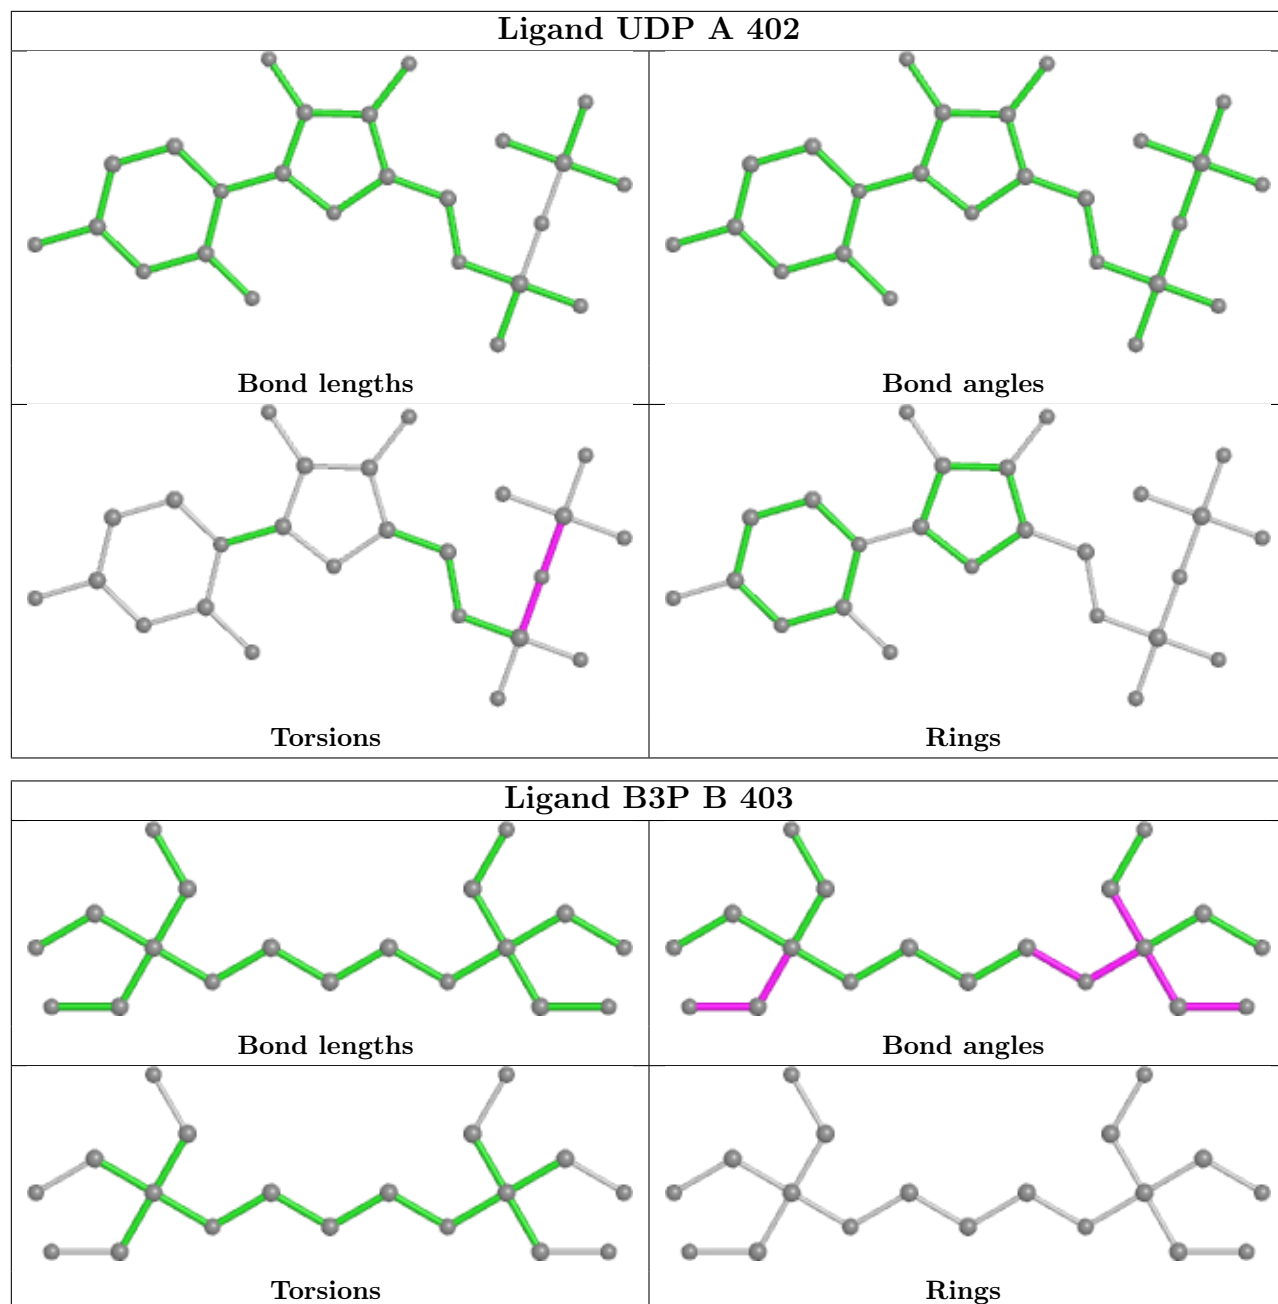 Ligand UDP A 402
Bond lengths
Bond angles
Torsions
Rings
Ligand B3P B 403
Bond lengths
Bond angles
Torsions
Rings